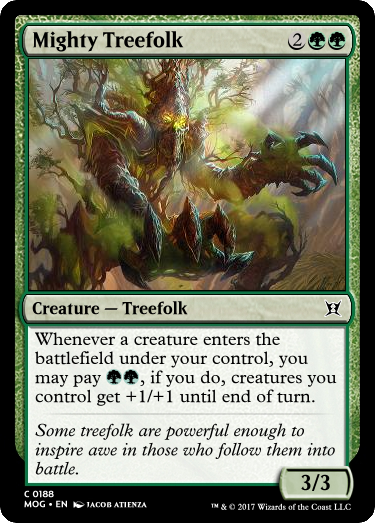 Mighty Treefolk 2
Creature — Treefolk
Whenever a creature enters the
battlefield under your control, you
may pay , if you do, creatures you
control get +1/+1 until end of turn.
Some treefolk are powerful enough to
inspire awe in those who follow them into
battle.
3/3
C 0188
MOG • EN JACOB ATIENZA
™ & © 2017 Wizards of the Coast LLC